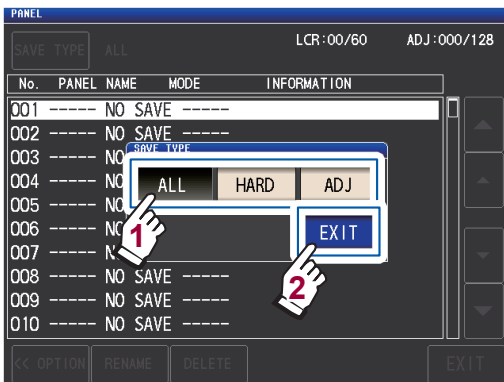 PANEL
SAVE TYPE ALL LCR:00/60 ADJ:000/128
No. PANEL NAME MODE INFORMATION
001 ----- NO SAVE -----
002 ----- NO SAVE -----
003 ----- NO
SAVE TYPE
004 ----- NO
ALL HARD ADJ
005 ----- NO
006 ----- NO
EXIT
1
007 ----- N
008 ----- NO SAVE -----
2
009 ----- NO SAVE -----
010 ----- NO SAVE -----
<< OPTION RENAME DELETE EXIT